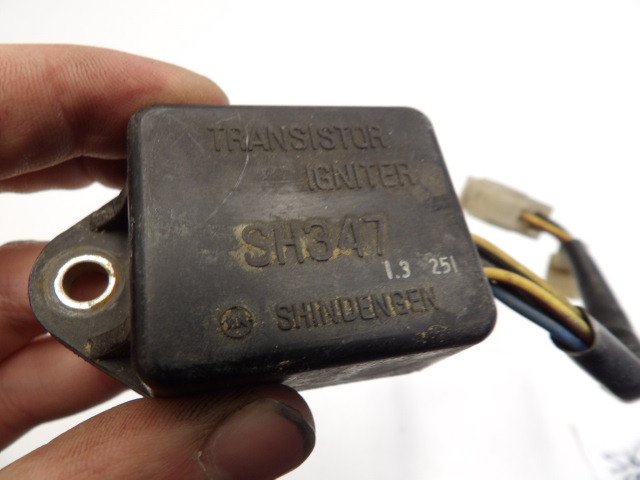 TRANSISTOR
IGNITER
SH347
1.3 251
SHINDENGEN